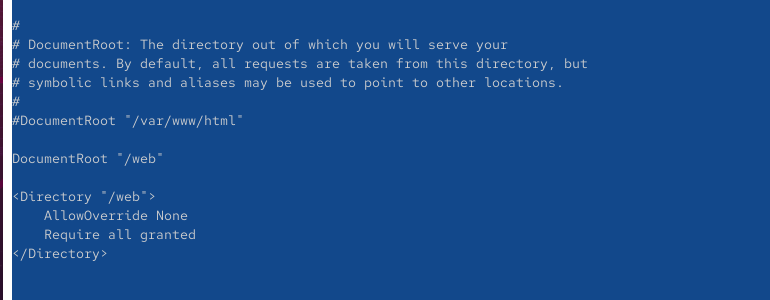 #
# DocumentRoot: The directory out of which you will serve your
# documents. By default, all requests are taken from this directory, but
# symbolic links and aliases may be used to point to other locations.
#
#DocumentRoot "/var/www/html"

DocumentRoot "/web"

<Directory "/web">
    AllowOverride None
    Require all granted
</Directory>